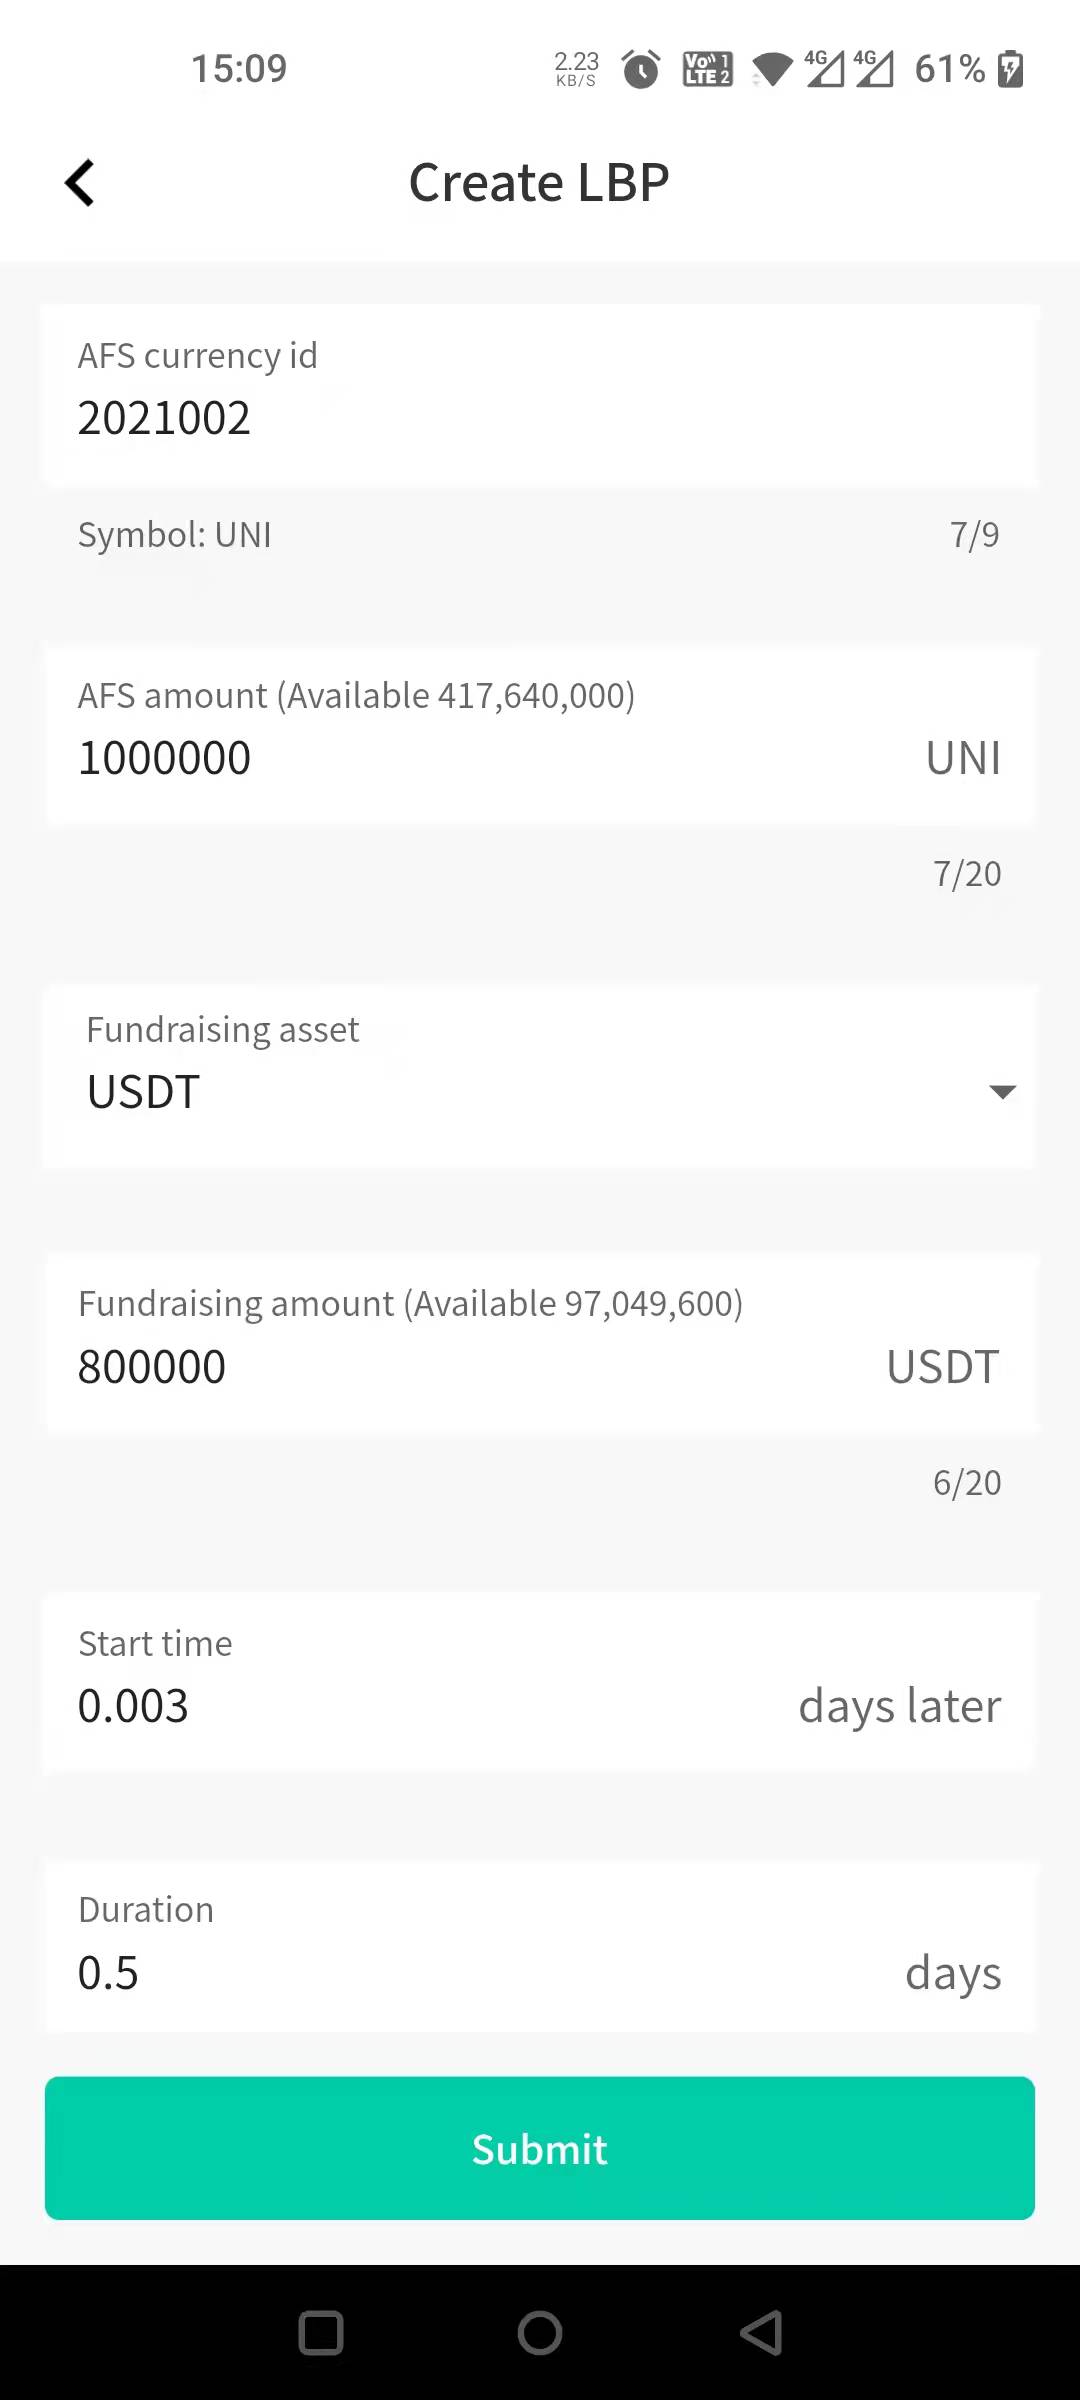 15:09
2.23
KB/S
Vo 1
LTE 2
4G
4G
61%
Create LBP
AFS currency id
2021002
Symbol: UNI
7/9
AFS amount (Available 417,640,000)
1000000
UNI
7/20
Fundraising asset
USDT
Fundraising amount (Available 97,049,600)
800000
USDT
6/20
Start time
0.003
days later
Duration
0.5
days
Submit